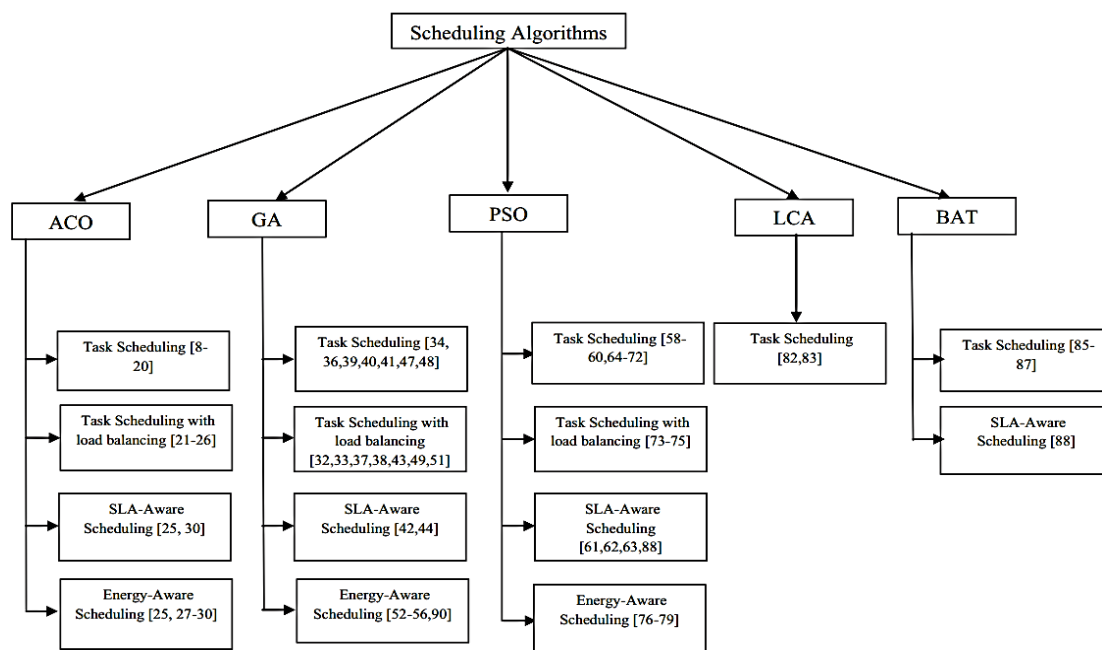 Scheduling Algorithms
ACO
GA
PSO
LCA
BAT
Task Scheduling [8-
20]
Task Scheduling with
load balancing [21-26]
SLA-Aware
Scheduling [25, 30]
Energy-Aware
Scheduling [25, 27-30]
Task Scheduling [34,
36,39,40,41,47,48]
Task Scheduling with
load balancing
[32,33,37,38,43,49,51]
SLA-Aware
Scheduling [42,44]
Energy-Aware
Scheduling [52-56,90]
Task Scheduling [58-
60,64-72]
Task Scheduling with
load balancing [73-75]
SLA-Aware
Scheduling
[61,62,63,88]
Energy-Aware
Scheduling [76-79]
Task Scheduling
[82,83]
Task Scheduling [85-
87]
SLA-Aware
Scheduling [88]